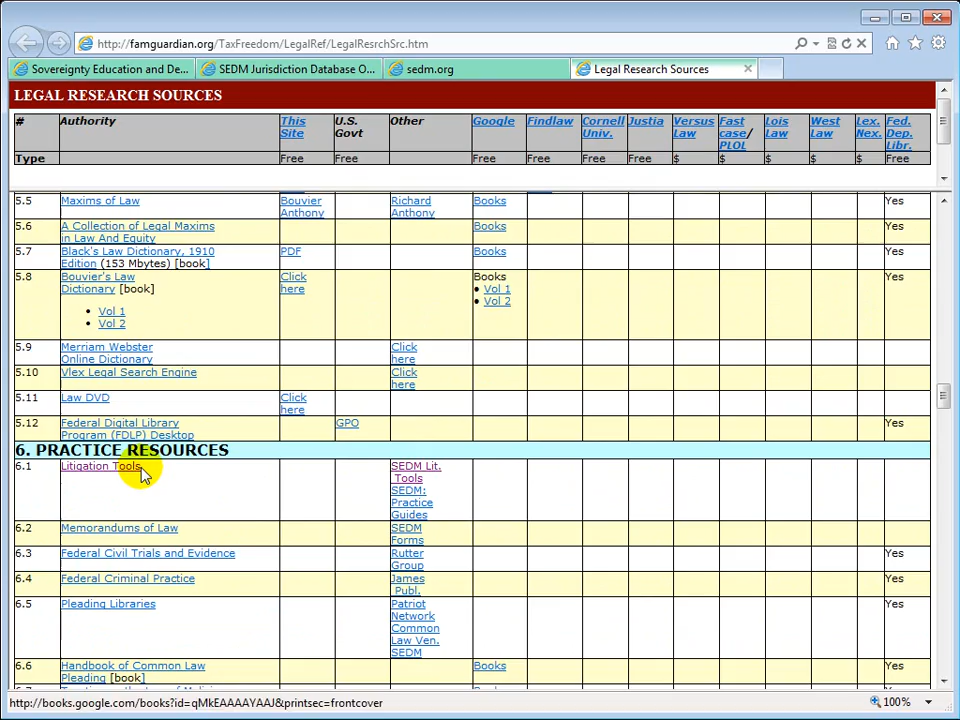 http://famguardian.org/TaxFreedom/LegalRef/LegalResrchSrc.htm
Sovereignty Education and De...
SEDM Jurisdiction Database O...
sedm.org
Legal Research Sources
LEGAL RESEARCH SOURCES
# Authority This Site U.S. Govt Other Google Findlaw Cornell Univ. Justia Versus Law Fast case/ PLOL Lois Law West Law Lex. Nex. Fed. Dep. Libr.
Type Free Free Free Free Free Free $ $ $ $ $ Free
5.5 Maxims of Law Bouvier Richard Books Yes
Anthony Anthony
5.6 A Collection of Legal Maxims Books Yes
in Law And Equity
5.7 Black's Law Dictionary, 1910 PDF Books Yes
Edition (153 Mbytes) [book]
5.8 Bouvier's Law Click Books Yes
Dictionary [book] here • Vol 1
• Vol 2
• Vol 1
• Vol 2
5.9 Merriam Webster Click
Online Dictionary here
5.10 Vlex Legal Search Engine Click
here
5.11 Law DVD Click
here
5.12 Federal Digital Library GPO Yes
Program (FDLP) Desktop
6. PRACTICE RESOURCES
6.1 Litigation Tools SEDM Lit.
Tools
SEDM:
Practice
Guides
6.2 Memorandums of Law SEDM
Forms
6.3 Federal Civil Trials and Evidence Rutter Yes
Group
6.4 Federal Criminal Practice James Yes
Publ.
6.5 Pleading Libraries Patriot Yes
Network
Common
Law Ven.
SEDM
6.6 Handbook of Common Law Books Yes
Pleading [book]
http://books.google.com/books?id=qMkEAAAAYAAJ&printsec=frontcover
100%